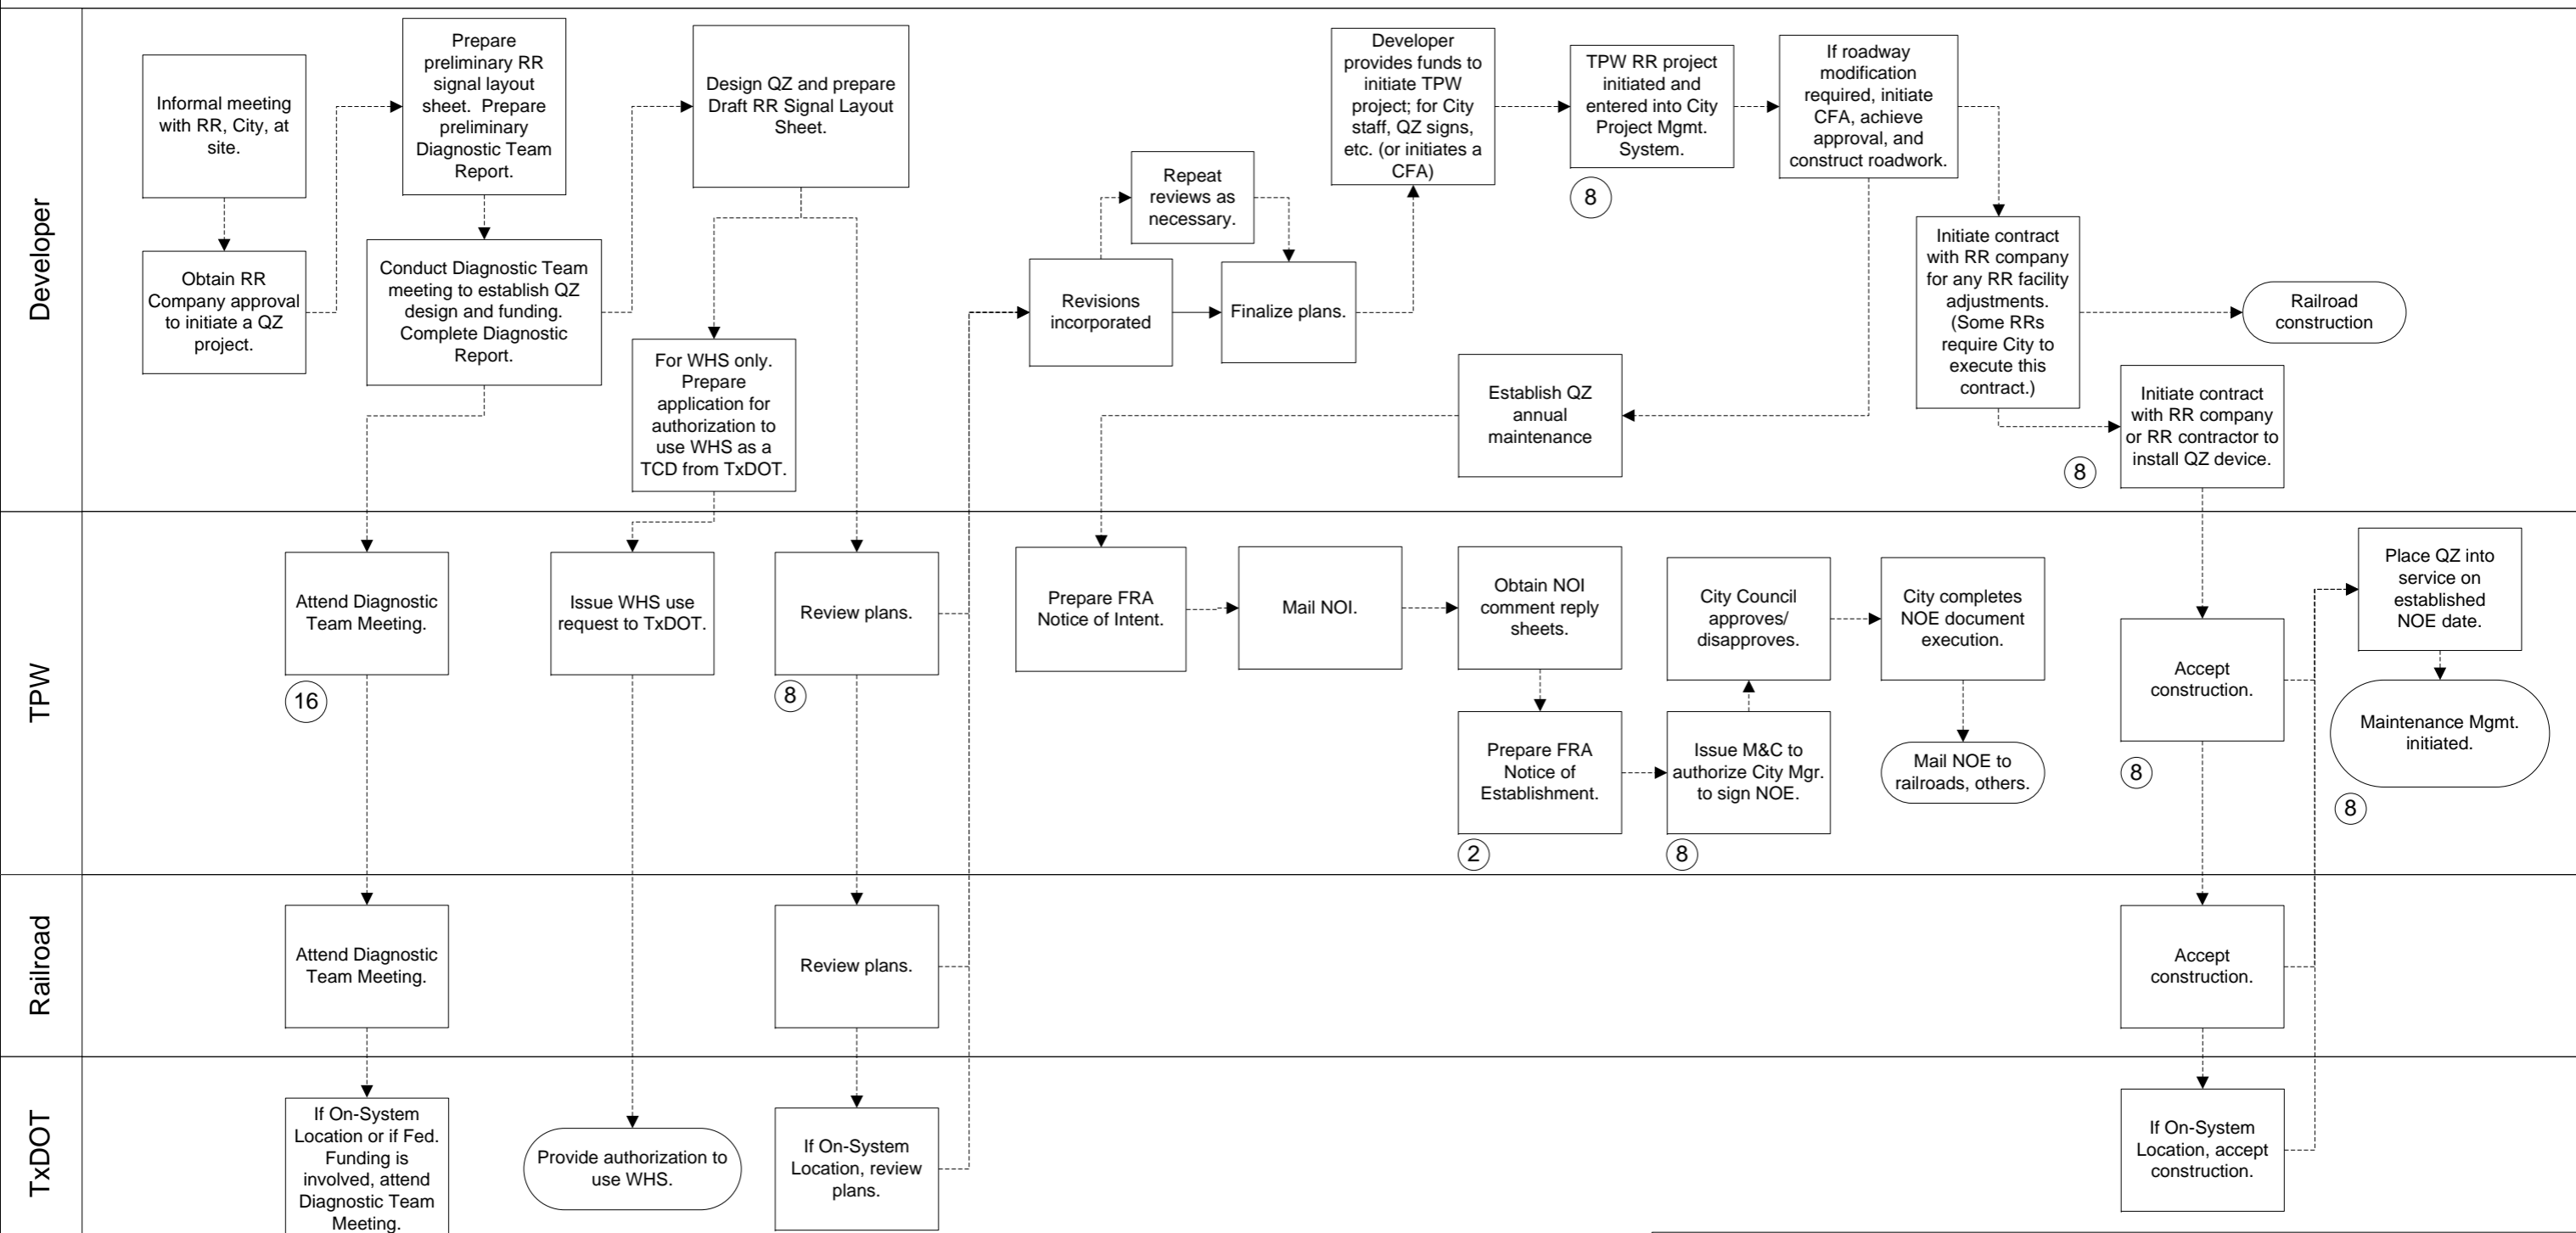 Developer
Informal meeting
with RR, City, at
site.
Obtain RR
Company approval
to initiate a QZ
project.
Prepare
preliminary RR
signal layout
sheet.  Prepare
preliminary
Diagnostic Team
Report.
Conduct Diagnostic Team
meeting to establish QZ
design and funding.
Complete Diagnostic
Report.
Design QZ and prepare
Draft RR Signal Layout
Sheet.
For WHS only.
Prepare
application for
authorization to
use WHS as a
TCD from TxDOT.
Revisions
incorporated
Repeat
reviews as
necessary.
Finalize plans.
Developer
provides funds to
initiate TPW
project; for City
staff, QZ signs,
etc. (or initiates a
CFA)
TPW RR project
initiated and
entered into City
Project Mgmt.
System.
8
If roadway
modification
required, initiate
CFA, achieve
approval, and
construct roadwork.
Establish QZ
annual
maintenance
Initiate contract
with RR company
for any RR facility
adjustments.
(Some RRs
require City to
execute this
contract.)
Railroad
construction
Initiate contract
with RR company
or RR contractor to
install QZ device.
8
TPW
Attend Diagnostic
Team Meeting.
16
Issue WHS use
request to TxDOT.
Review plans.
8
Prepare FRA
Notice of Intent.
Mail NOI.
Obtain NOI
comment reply
sheets.
Prepare FRA
Notice of
Establishment.
2
Issue M&C to
authorize City Mgr.
to sign NOE.
8
City Council
approves/
disapproves.
City completes
NOE document
execution.
Mail NOE to
railroads, others.
Accept
construction.
8
Place QZ into
service on
established
NOE date.
Maintenance Mgmt.
initiated.
8
Railroad
Attend Diagnostic
Team Meeting.
Review plans.
Accept
construction.
TxDOT
If On-System
Location or if Fed.
Funding is
involved, attend
Diagnostic Team
Meeting.
Provide authorization to
use WHS.
If On-System
Location, review
plans.
If On-System
Location, accept
construction.